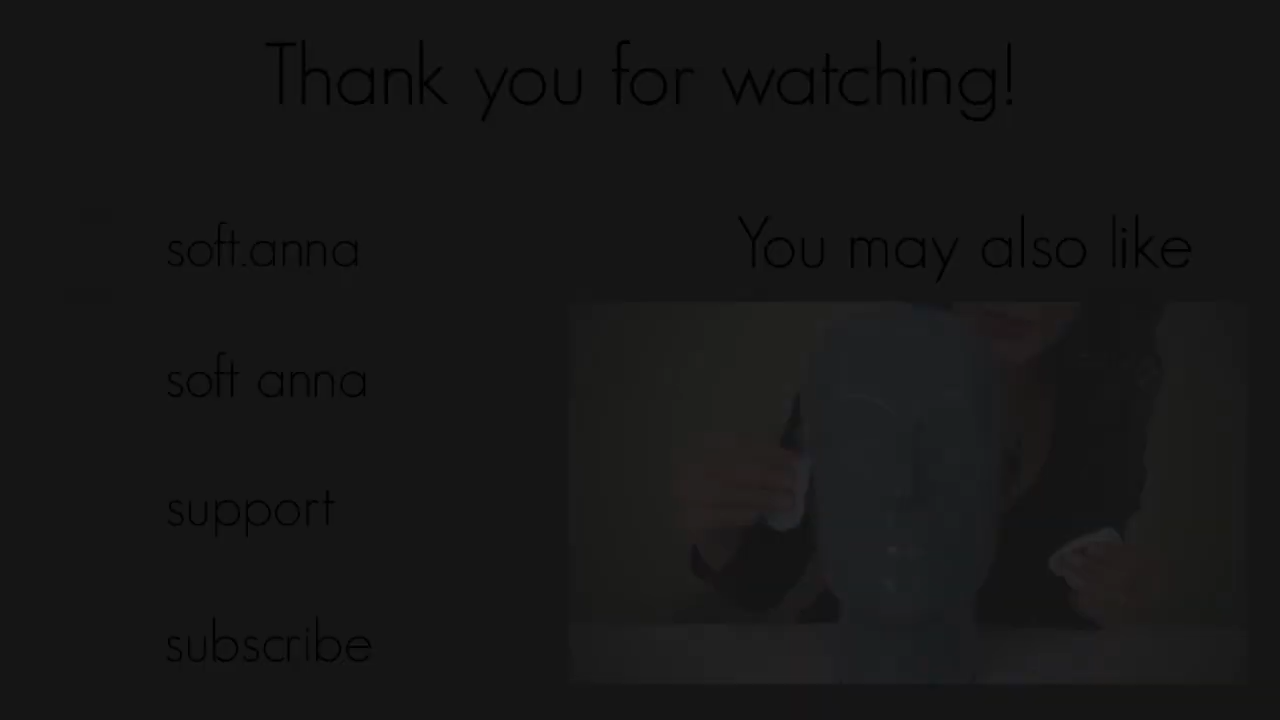 Thank you for watching!
soft.anna
You may also like
soft anna
support
subscribe